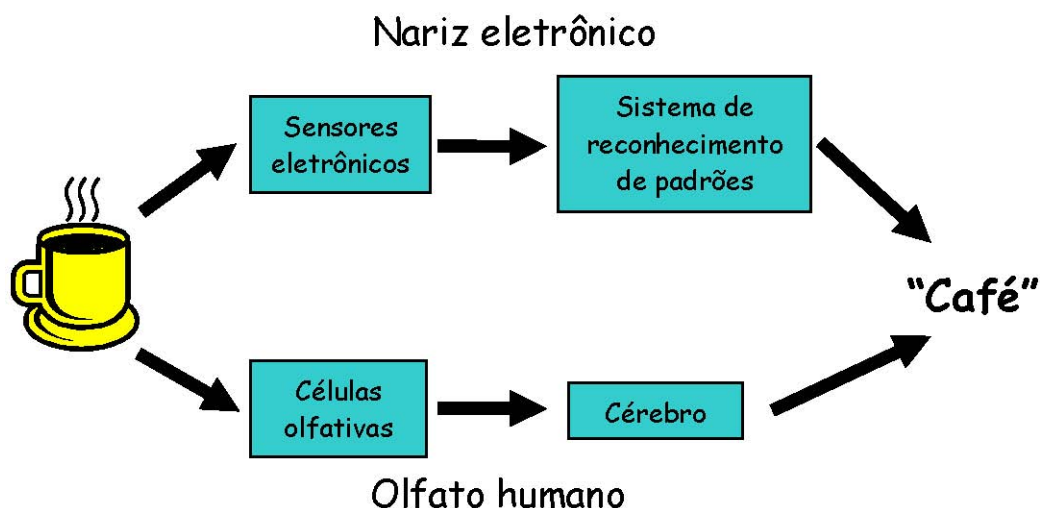 Nariz eletrônico
Sensores
eletrônicos
Sistema de
reconhecimento
de padrões
“Café”
Células
olfativas
Cérebro
Olfato humano